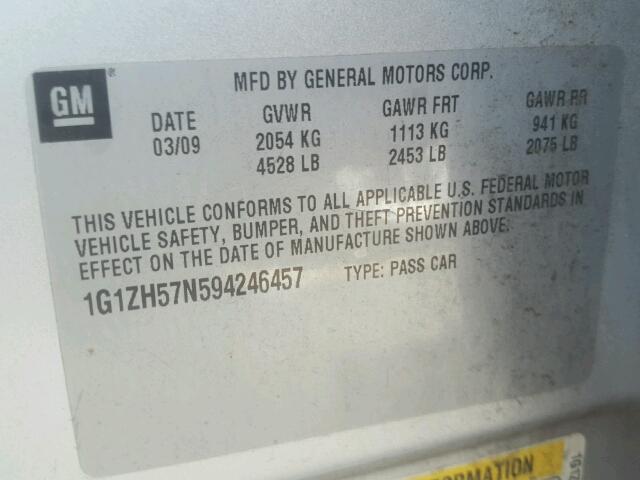 GM
MFD BY GENERAL MOTORS CORP.
DATE GVWR GAWR FRT GAWR RR
03/09 2054 KG 1113 KG 941 KG
4528 LB 2453 LB 2075 LB
THIS VEHICLE CONFORMS TO ALL APPLICABLE U.S. FEDERAL MOTOR
VEHICLE SAFETY, BUMPER, AND THEFT PREVENTION STANDARDS IN
EFFECT ON THE DATE OF MANUFACTURE SHOWN ABOVE.
1G1ZH57N594246457 TYPE: PASS CAR